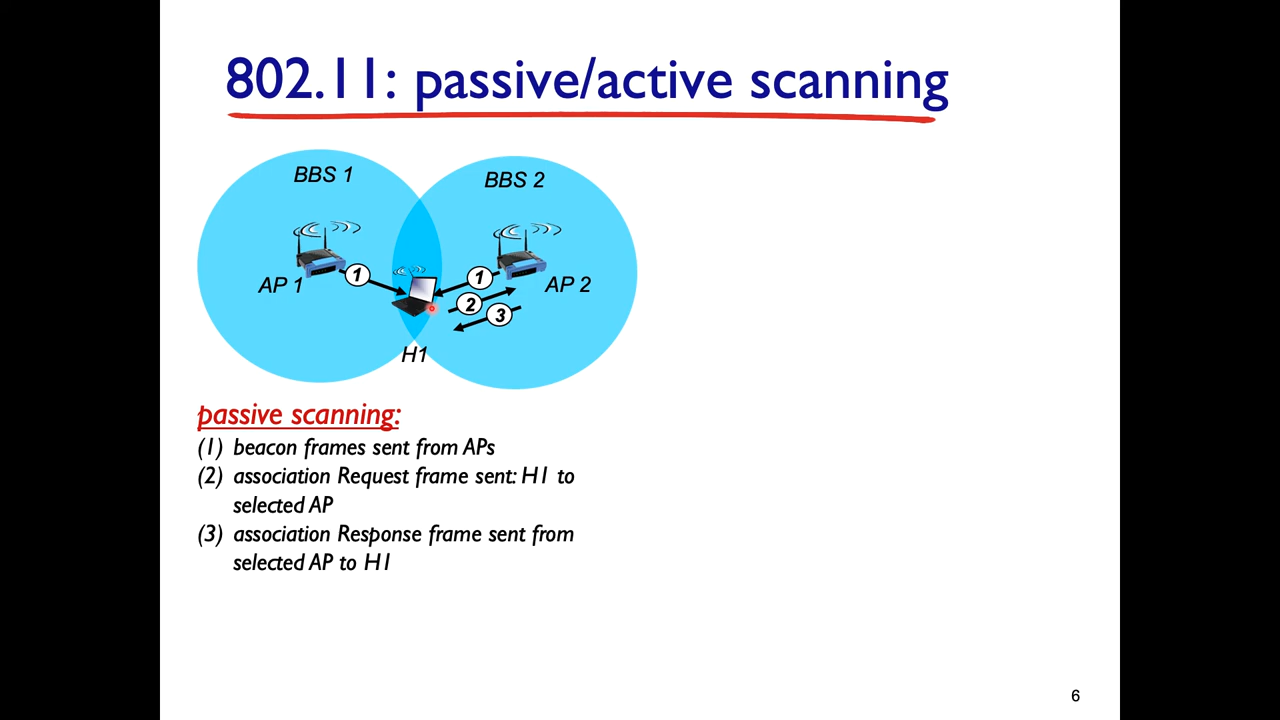 802.11: passive/active scanning
BBS 1
BBS 2
AP 1
1
1
2
3
AP 2
H1
passive scanning:
(1) beacon frames sent from APs
(2) association Request frame sent: H1 to
selected AP
(3) association Response frame sent from
selected AP to H1
6